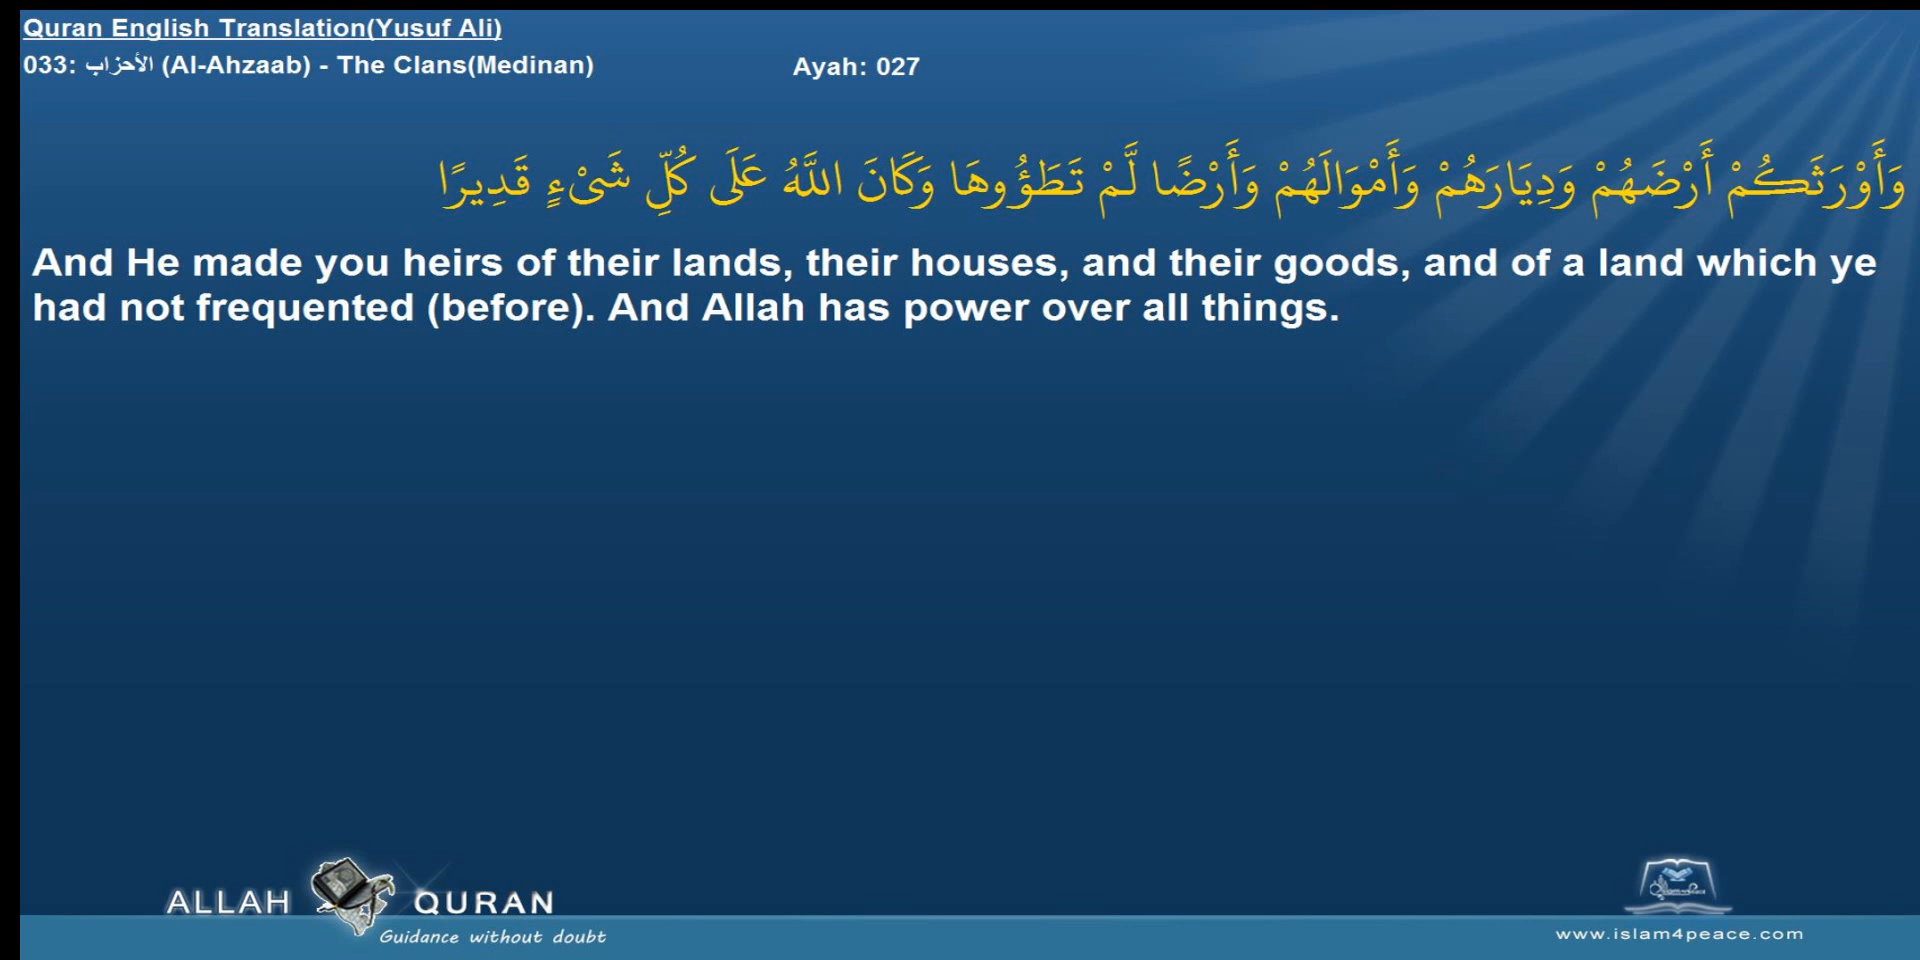 Quran English Translation(Yusuf Ali)
033: الأحزاب (Al-Ahzaab) - The Clans(Medinan) Ayah: 027
وَأَوْرَثَكُمْ أَرْضَهُمْ وَدِيَارَهُمْ وَأَمْوَالَهُمْ وَأَرْضًا لَّمْ تَطَؤُوهَا وَكَانَ اللَّهُ عَلَى كُلِّ شَىْءٍ قَدِيرًا
And He made you heirs of their lands, their houses, and their goods, and of a land which ye
had not frequented (before). And Allah has power over all things.
ALLAH QURAN
Guidance without doubt
www.islam4peace.com